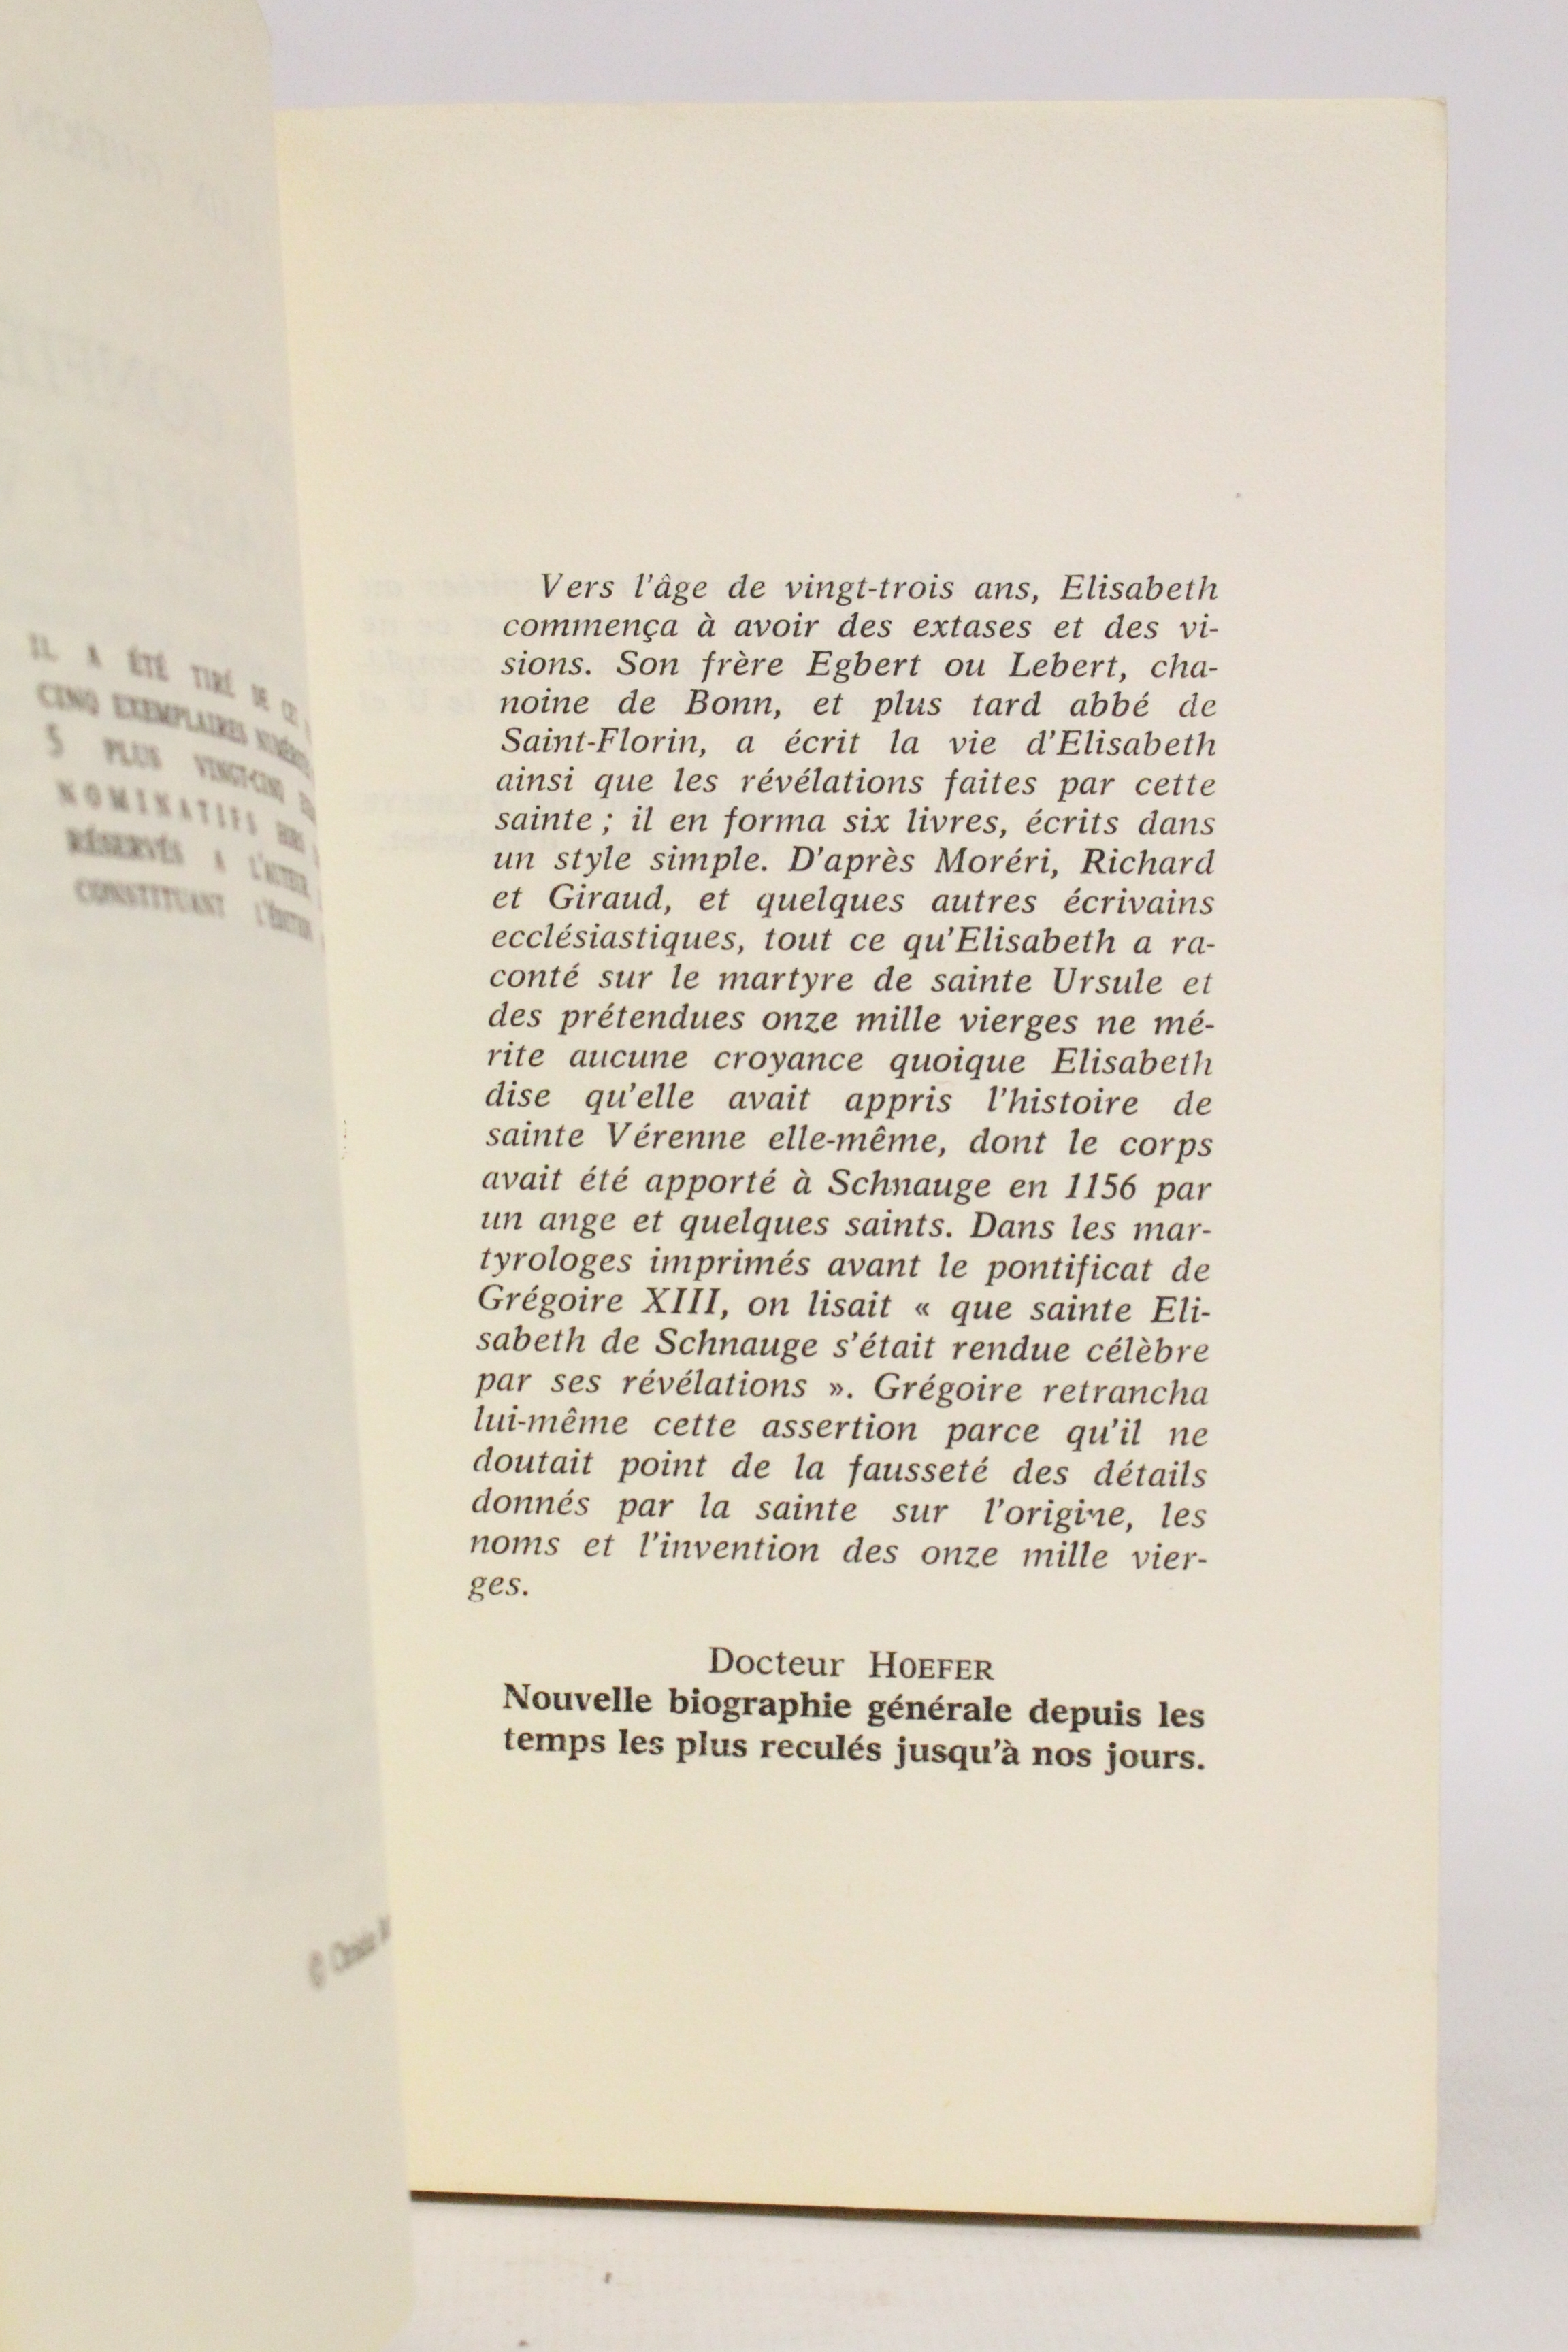 IL A ÉTÉ TIRÉ DE CE
CINQ EXEMPLAIRES
5 PLUS VINGT-CINQ
NOMINATIFS
RÉSERVÉS A
CONSTITUANT
©
Vers l'âge de vingt-trois ans, Elisabeth
commença à avoir des extases et des vi-
sions. Son frère Egbert ou Lebert, cha-
noine de Bonn, et plus tard abbé de
Saint-Florin, a écrit la vie d'Elisabeth
ainsi que les révélations faites par cette
sainte ; il en forma six livres, écrits dans
un style simple. D'après Moréri, Richard
et Giraud, et quelques autres écrivains
ecclésiastiques, tout ce qu'Elisabeth a ra-
conté sur le martyre de sainte Ursule et
des prétendues onze mille vierges ne mé-
rite aucune croyance quoique Elisabeth
dise qu'elle avait appris l'histoire de
sainte Vérenne elle-même, dont le corps
avait été apporté à Schnauge en 1156 par
un ange et quelques saints. Dans les mar-
tyrologes imprimés avant le pontificat de
Grégoire XIII, on lisait « que sainte Eli-
sabeth de Schnauge s'était rendue célèbre
par ses révélations ». Grégoire retrancha
lui-même cette assertion parce qu'il ne
doutait point de la fausseté des détails
donnés par la sainte sur l'origine, les
noms et l'invention des onze mille vier-
ges.
Docteur HOEFER
Nouvelle biographie générale depuis les
temps les plus reculés jusqu'à nos jours.